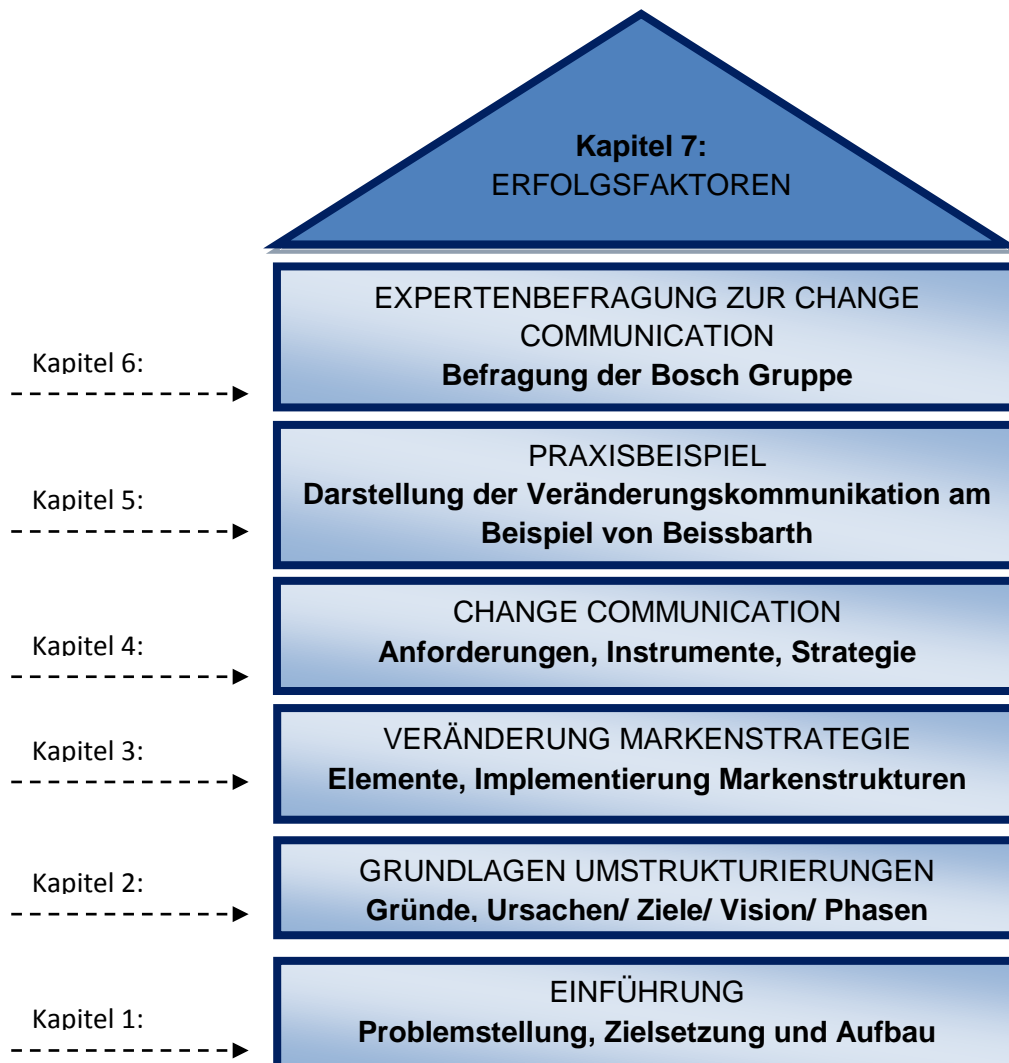 Kapitel 7:
ERFOLGSFAKTOREN
EXPERTENBEFRAGUNG ZUR CHANGE
COMMUNICATION
Befragung der Bosch Gruppe
Kapitel 6:
PRAXISBEISPIEL
Darstellung der Veränderungskommunikation am
Beispiel von Beissbarth
Kapitel 5:
CHANGE COMMUNICATION
Anforderungen, Instrumente, Strategie
Kapitel 4:
VERÄNDERUNG MARKENSTRATEGIE
Elemente, Implementierung Markenstrukturen
Kapitel 3:
GRUNDLAGEN UMSTRUKTURIERUNGEN
Gründe, Ursachen/ Ziele/ Vision/ Phasen
Kapitel 2:
EINFÜHRUNG
Problemstellung, Zielsetzung und Aufbau
Kapitel 1: